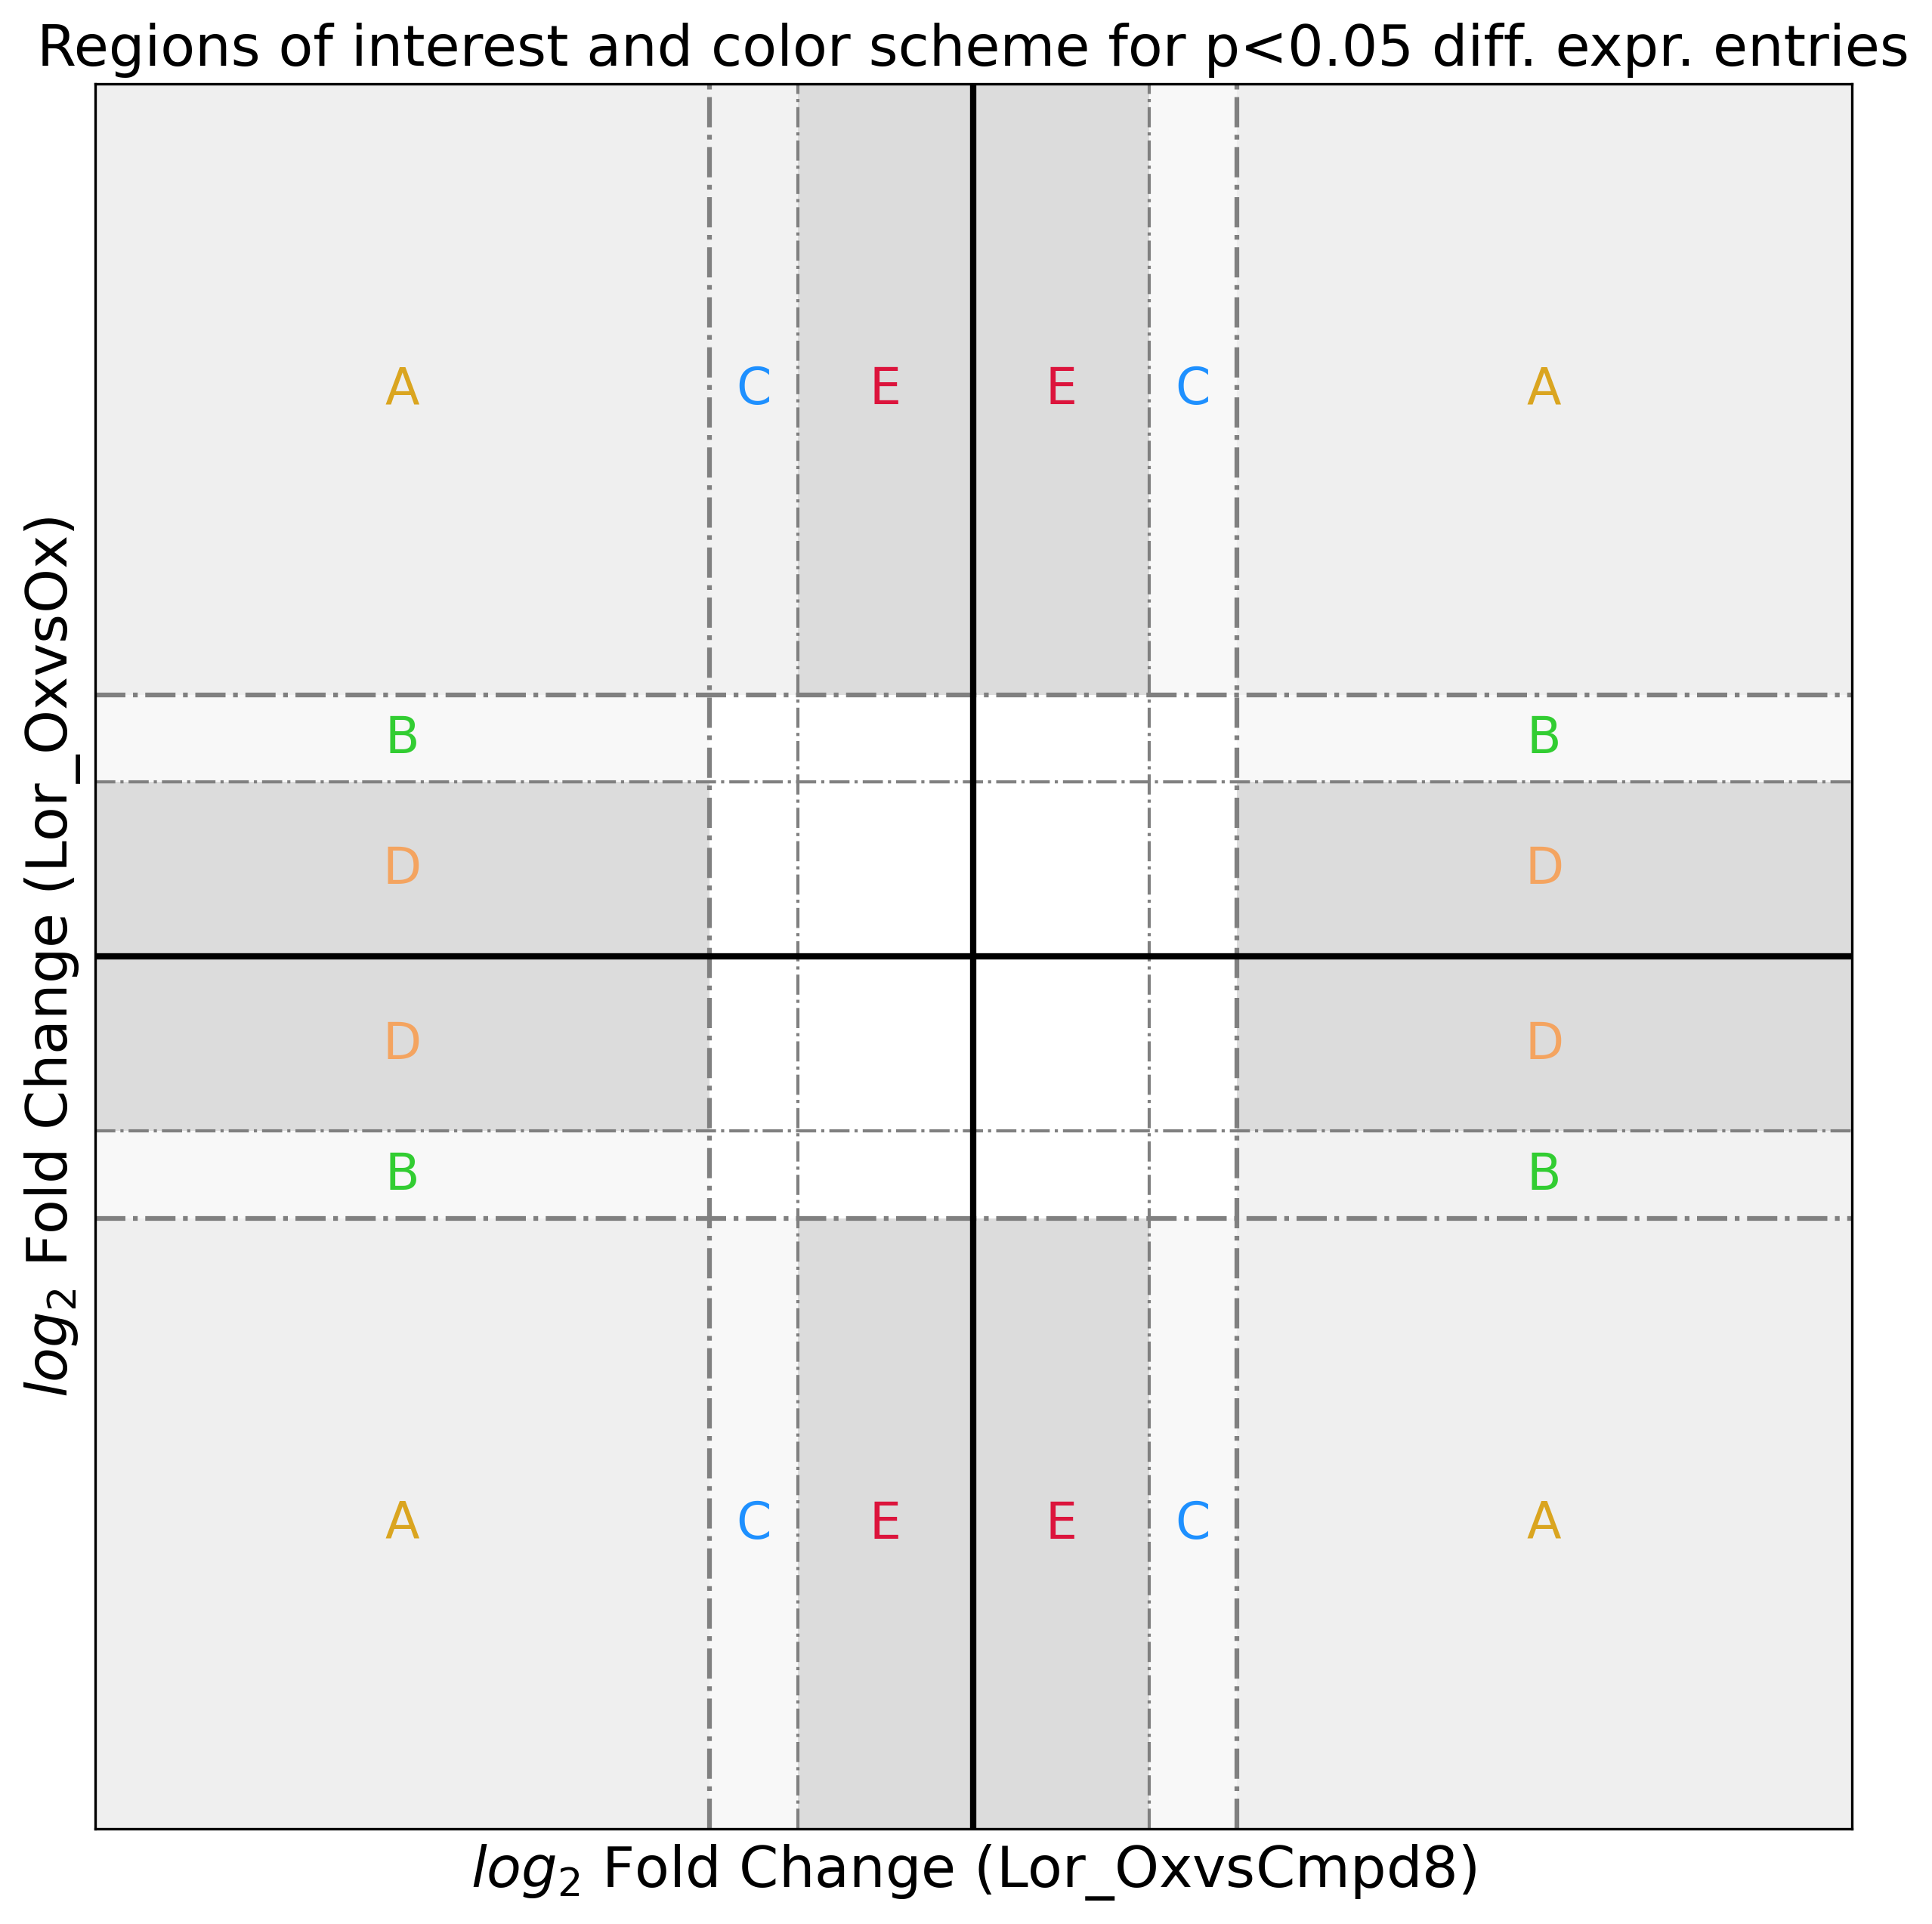 Regions of interest and color scheme for p<0.05 diff. expr. entries
A C E E C A
B B
D D
D D
B B
A C E E C A
log₂ Fold Change (Lor_OxvsOx)
log₂ Fold Change (Lor_OxvsCmpd8)